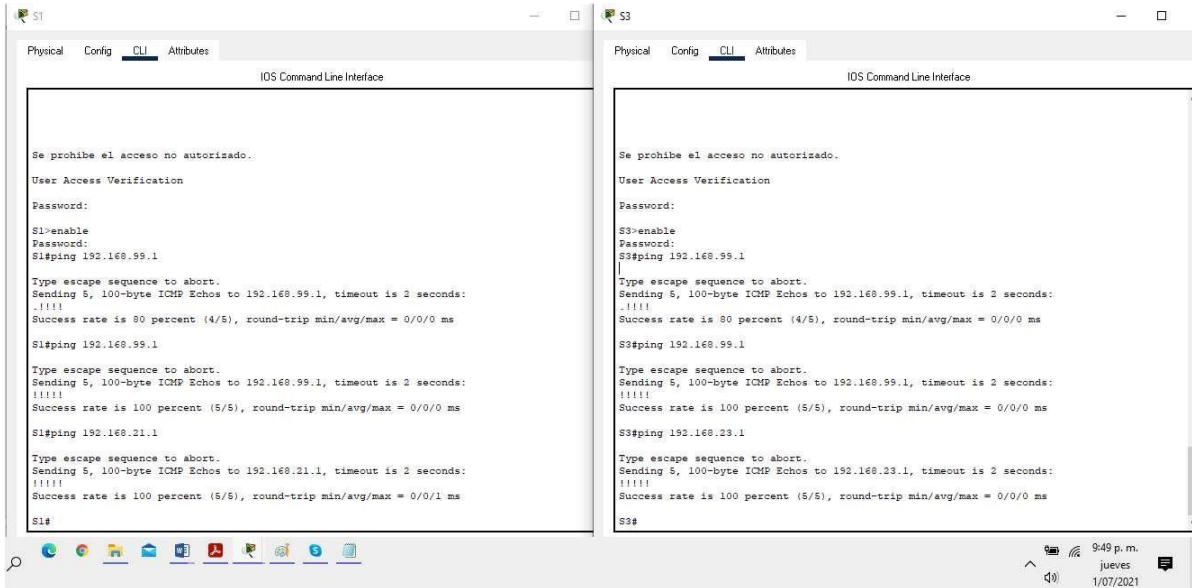 S1
Physical Config CLI Attributes
IOS Command Line Interface
Se prohibe el acceso no autorizado.
User Access Verification
Password:
S1>enable
Password:
S1#ping 192.168.99.1
Type escape sequence to abort.
Sending 5, 100-byte ICMP Echos to 192.168.99.1, timeout is 2 seconds:
.!!!!
Success rate is 80 percent (4/5), round-trip min/avg/max = 0/0/0 ms
S1#ping 192.168.99.1
Type escape sequence to abort.
Sending 5, 100-byte ICMP Echos to 192.168.99.1, timeout is 2 seconds:
!!!!!
Success rate is 100 percent (5/5), round-trip min/avg/max = 0/0/0 ms
S1#ping 192.168.21.1
Type escape sequence to abort.
Sending 5, 100-byte ICMP Echos to 192.168.21.1, timeout is 2 seconds:
!!!!!
Success rate is 100 percent (5/5), round-trip min/avg/max = 0/0/1 ms
S1#
S3
Physical Config CLI Attributes
IOS Command Line Interface
Se prohibe el acceso no autorizado.
User Access Verification
Password:
S3>enable
Password:
S3#ping 192.168.99.1
Type escape sequence to abort.
Sending 5, 100-byte ICMP Echos to 192.168.99.1, timeout is 2 seconds:
.!!!!
Success rate is 80 percent (4/5), round-trip min/avg/max = 0/0/0 ms
S3#ping 192.168.99.1
Type escape sequence to abort.
Sending 5, 100-byte ICMP Echos to 192.168.99.1, timeout is 2 seconds:
!!!!!
Success rate is 100 percent (5/5), round-trip min/avg/max = 0/0/0 ms
S3#ping 192.168.23.1
Type escape sequence to abort.
Sending 5, 100-byte ICMP Echos to 192.168.23.1, timeout is 2 seconds:
!!!!!
Success rate is 100 percent (5/5), round-trip min/avg/max = 0/0/0 ms
S3#
9:49 p. m.
jueves
1/07/2021